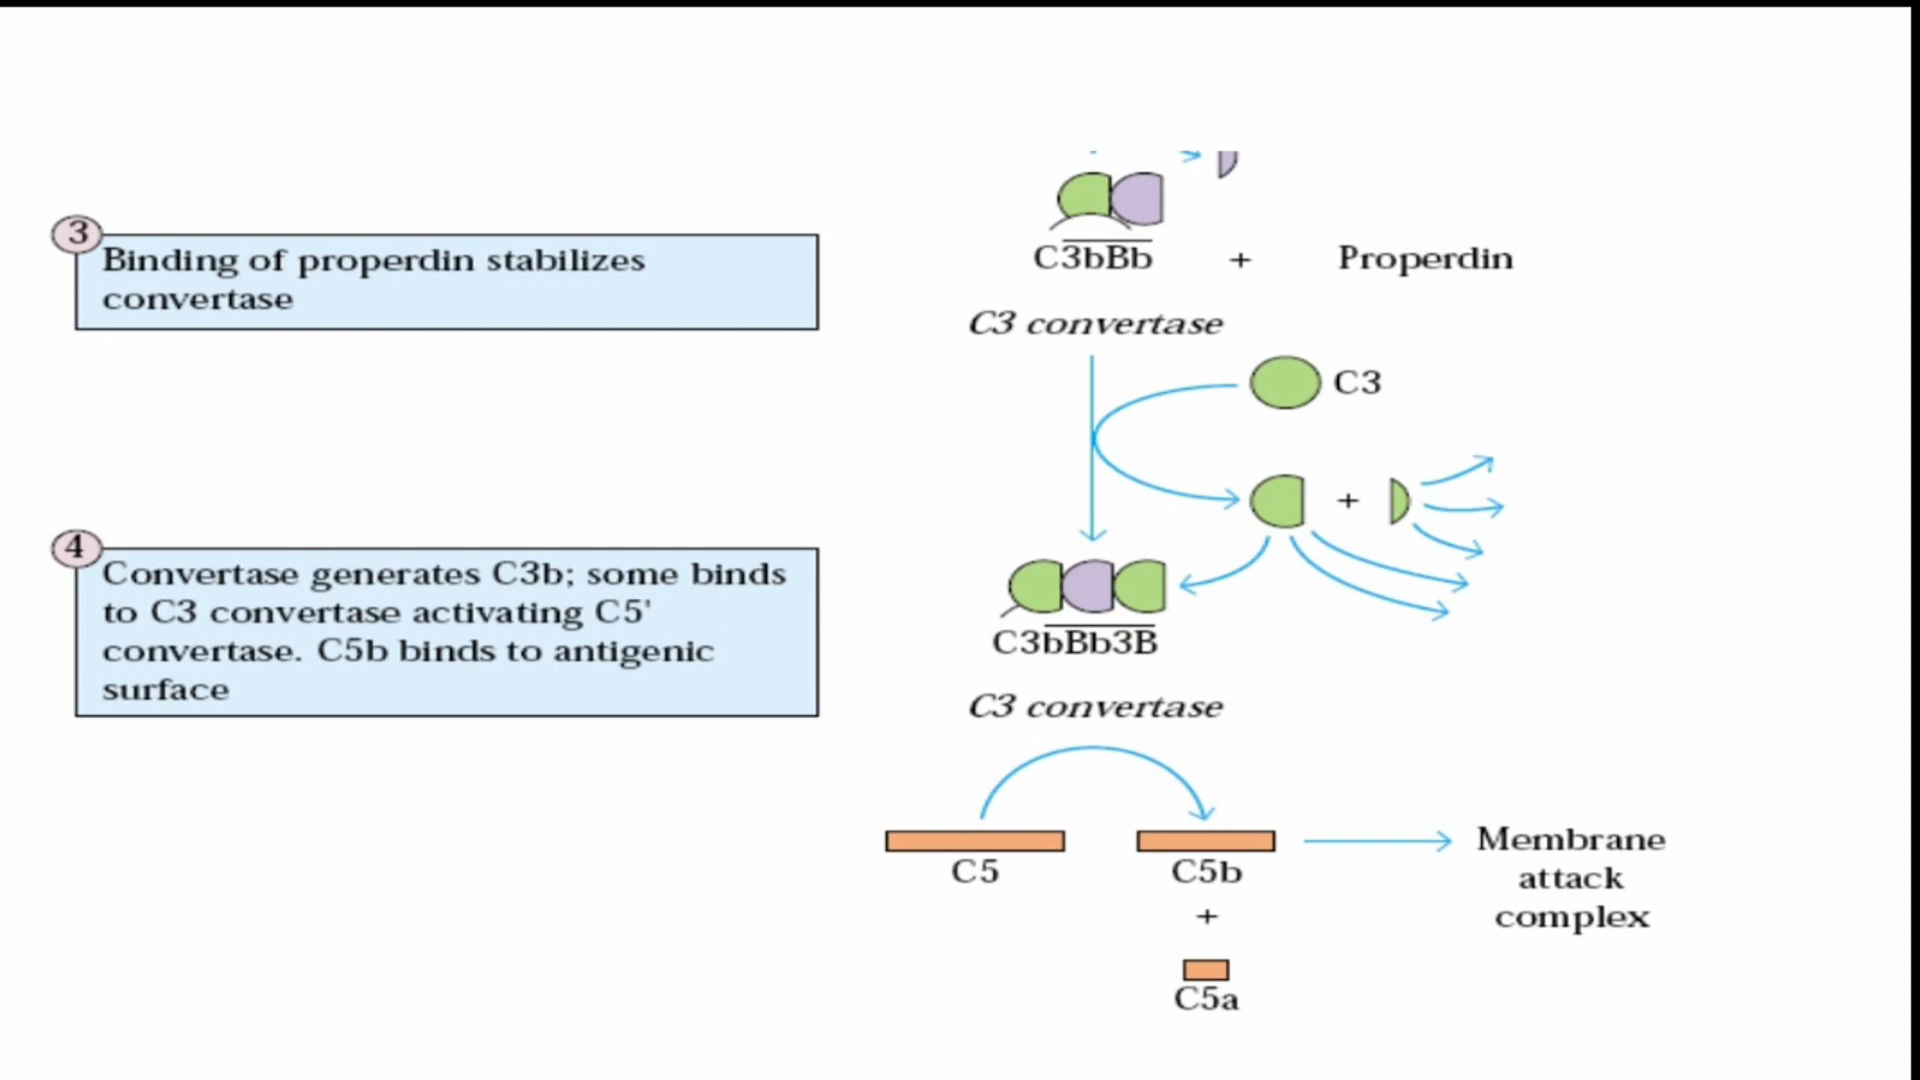 3
Binding of properdin stabilizes
convertase
C3bBb + Properdin
C3 convertase
C3
+
4
Convertase generates C3b; some binds
to C3 convertase activating C5'
convertase. C5b binds to antigenic
surface
C3bBb3B
C3 convertase
C5
C5b
+
C5a
Membrane
attack
complex